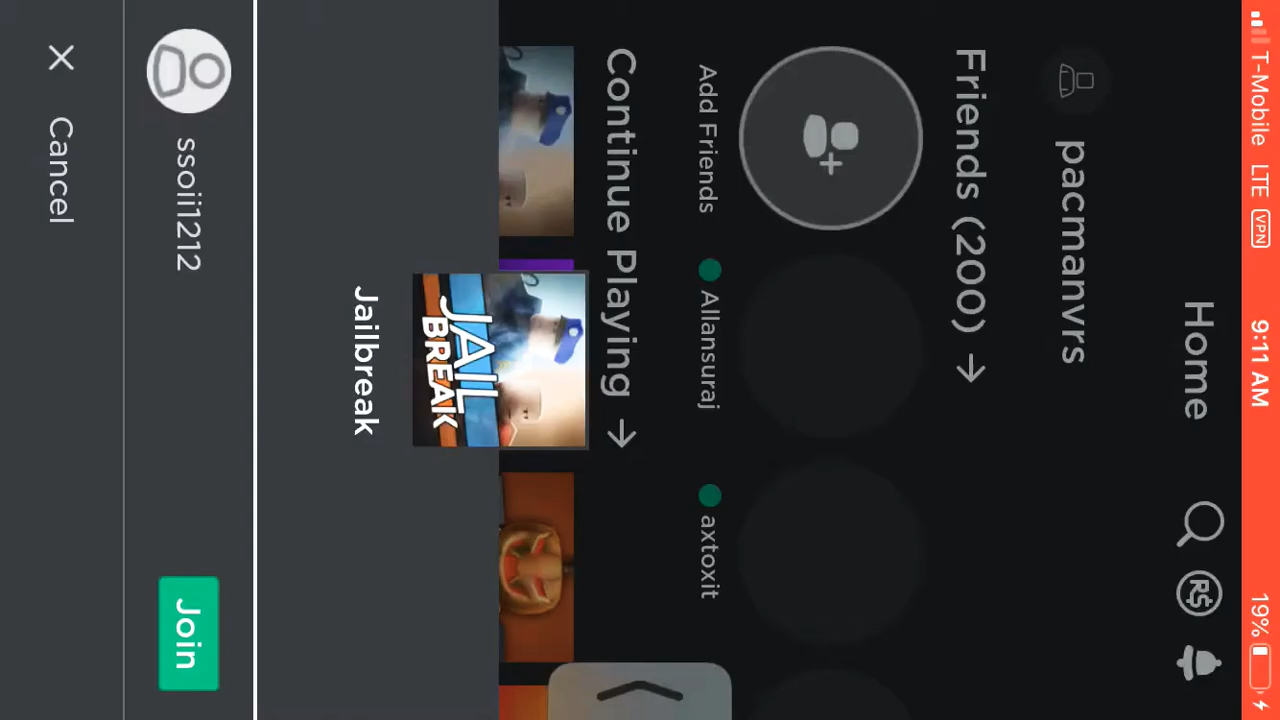 T-Mobile LTE VPN 9:11 AM 19%
Home
R$
pacmanvrs
Friends (200) →
Add Friends Allansuraj axtoxit
Continue Playing →
JAIL
BREAK
Jailbreak
ssoii1212 Join
Cancel